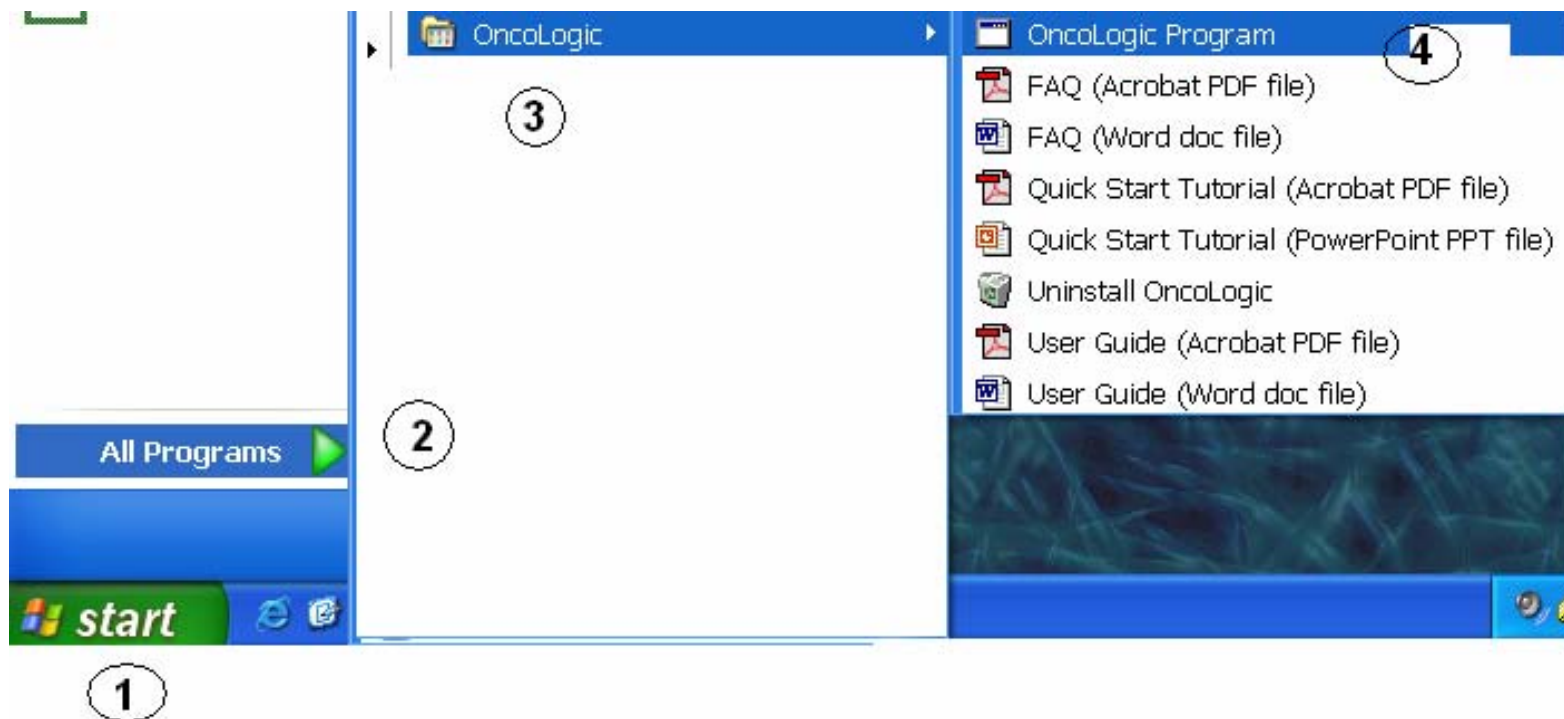 OncoLogic
OncoLogic Program
4
FAQ (Acrobat PDF file)
3
FAQ (Word doc file)
Quick Start Tutorial (Acrobat PDF file)
Quick Start Tutorial (PowerPoint PPT file)
Uninstall OncoLogic
User Guide (Acrobat PDF file)
User Guide (Word doc file)
2
All Programs
start
1